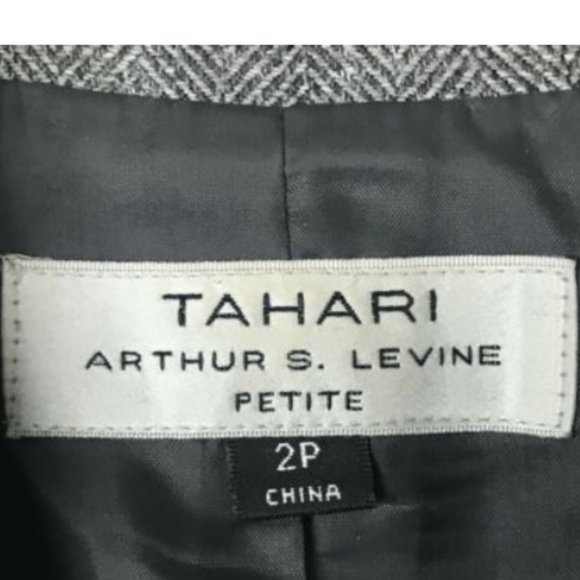 TAHARI
ARTHUR S. LEVINE
PETITE
2P
CHINA